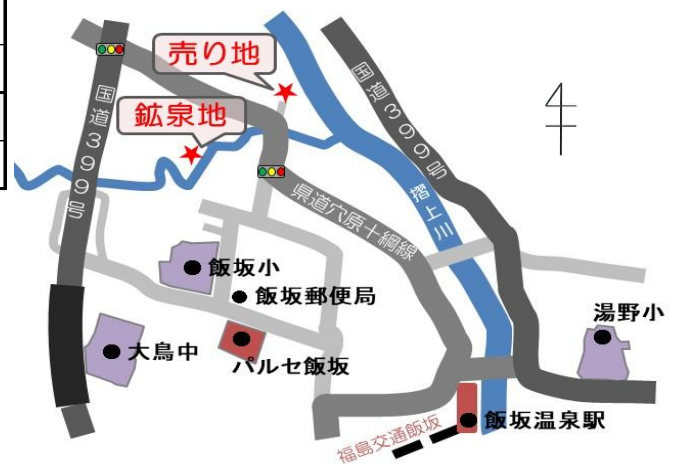 売り地
鉱泉地
国道399号
国道399号
摺上川
県道穴原十綱線
飯坂小
飯坂郵便局
湯野小
大鳥中
パルセ飯坂
飯坂温泉駅
福島交通飯坂